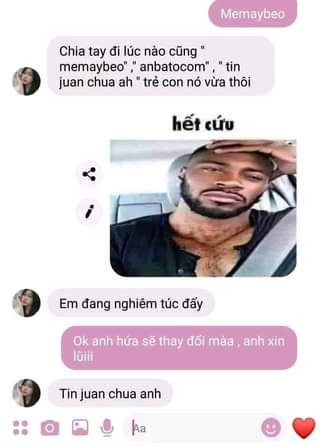 Memaybeo
Chia tay đi lúc nào cũng "
memaybeo" ," anbatocom" , " tin
juan chua ah " trẻ con nó vừa thôi
hết cứu
Em đang nghiêm túc đấy
Ok anh hứa sẽ thay đổi màa , anh xin
lũiii
Tin juan chua anh
Aa